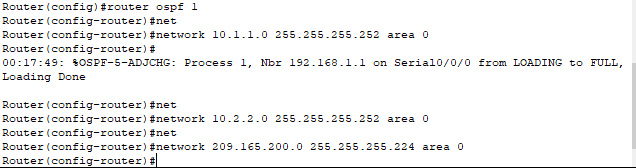 Router(config)#router ospf 1
Router(config-router)#net
Router(config-router)#network 10.1.1.0 255.255.255.252 area 0
Router(config-router)#
00:17:49: %OSPF-5-ADJCHG: Process 1, Nbr 192.168.1.1 on Serial0/0/0 from LOADING to FULL,
Loading Done
Router(config-router)#net
Router(config-router)#network 10.2.2.0 255.255.255.252 area 0
Router(config-router)#net
Router(config-router)#network 209.165.200.0 255.255.255.224 area 0
Router(config-router)#